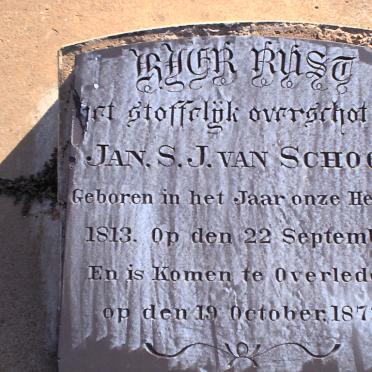 HIER RUST
het stoffelyk overschot
JAN. S. J. VAN SCHO
Geboren in het Jaar onze He
1813. Op den 22 Septemb
En is Komen te Overlede
op den 19 October, 187